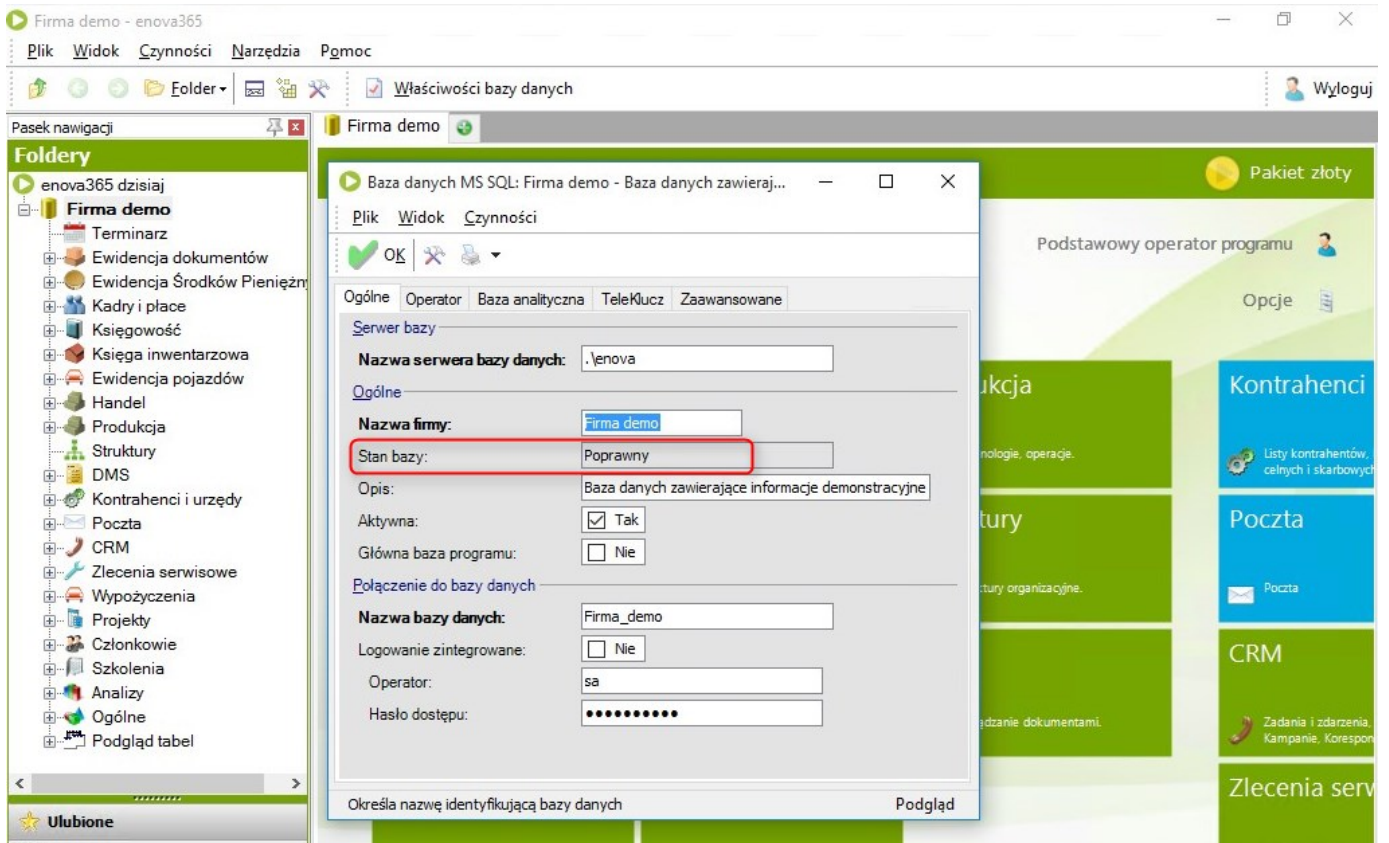 Firma demo - enova365
Plik Widok Czynności Narzędzia Pomoc
Folder Właściwości bazy danych Wyloguj
Pasek nawigacji
Foldery
enova365 dzisiaj
Firma demo
Terminarz
Ewidencja dokumentów
Ewidencja Środków Pieniężn
Kadry i płace
Księgowość
Księga inwentarzowa
Ewidencja pojazdów
Handel
Produkcja
Struktury
DMS
Kontrahenci i urzędy
Poczta
CRM
Zlecenia serwisowe
Wypożyczenia
Projekty
Członkowie
Szkolenia
Analizy
Ogólne
Podgląd tabel
Ulubione
Firma demo
Baza danych MS SQL: Firma demo - Baza danych zawieraj...
Plik Widok Czynności
OK
Ogólne Operator Baza analityczna TeleKlucz Zaawansowane
Serwer bazy
Nazwa serwera bazy danych: .\enova
Ogólne
Nazwa firmy: Firma demo
Stan bazy: Poprawny
Opis: Baza danych zawierające informacje demonstracyjne
Aktywna: Tak
Główna baza programu: Nie
Połączenie do bazy danych
Nazwa bazy danych: Firma_demo
Logowanie zintegrowane: Nie
Operator: sa
Hasło dostępu: ●●●●●●●●●●
Określa nazwę identyfikującą bazy danych Podgląd
Pakiet złoty
Podstawowy operator programu
Opcje
ukcja
nologie, operacje.
Kontrahenci
Listy kontrahentów,
celnych i skarbowych
tury
tury organizacyjne.
Poczta
Poczta
ądzanie dokumentami.
CRM
Zadania i zdarzenia,
Kampanie, Korespon
Zlecenia serw